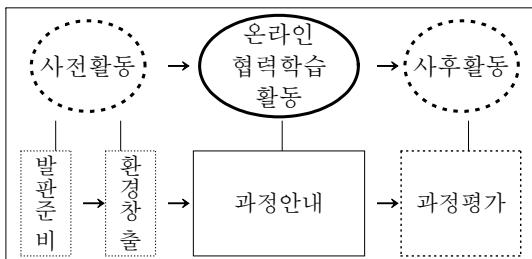 사전활동 → 온라인 협력학습 활동 → 사후활동
발판준비 → 환경창출 → 과정안내 → 과정평가